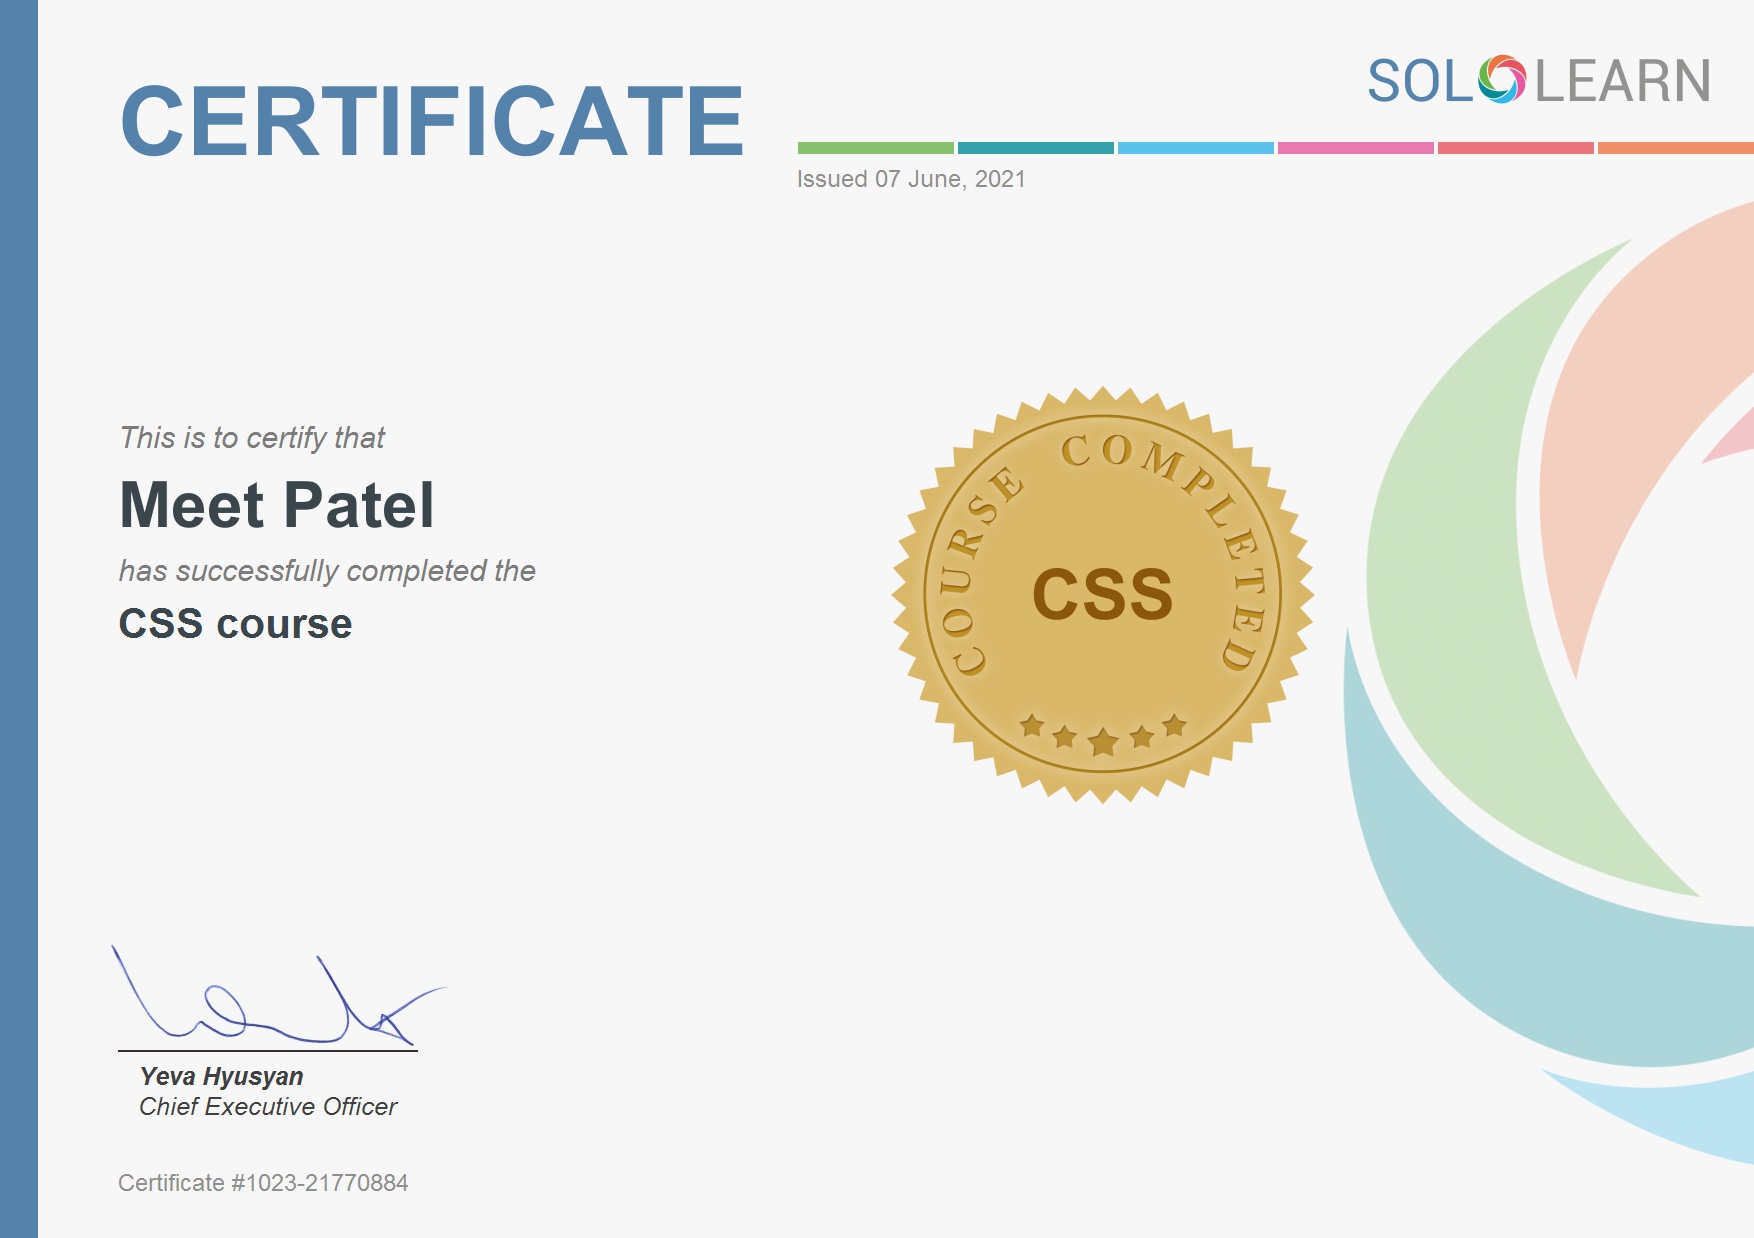 CERTIFICATE
SOLOLEARN
Issued 07 June, 2021
This is to certify that
Meet Patel
has successfully completed the
CSS course
COURSE COMPLETED
CSS
Yeva Hyusyan
Chief Executive Officer
Certificate #1023-21770884